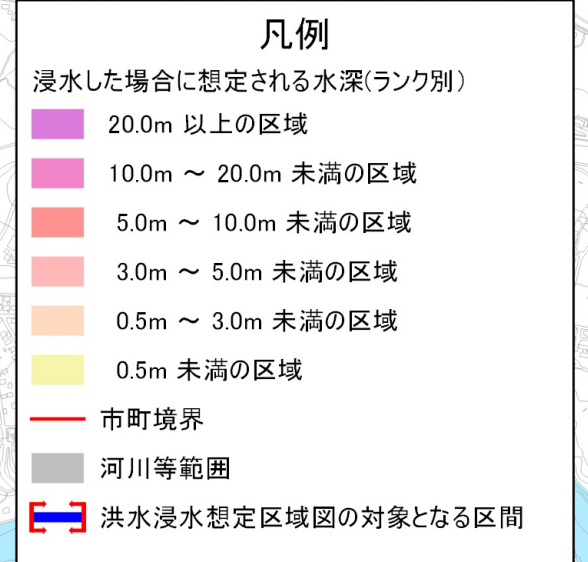 凡例
浸水した場合に想定される水深(ランク別)
20.0m 以上の区域
10.0m ～ 20.0m 未満の区域
5.0m ～ 10.0m 未満の区域
3.0m ～ 5.0m 未満の区域
0.5m ～ 3.0m 未満の区域
0.5m 未満の区域
市町境界
河川等範囲
洪水浸水想定区域図の対象となる区間